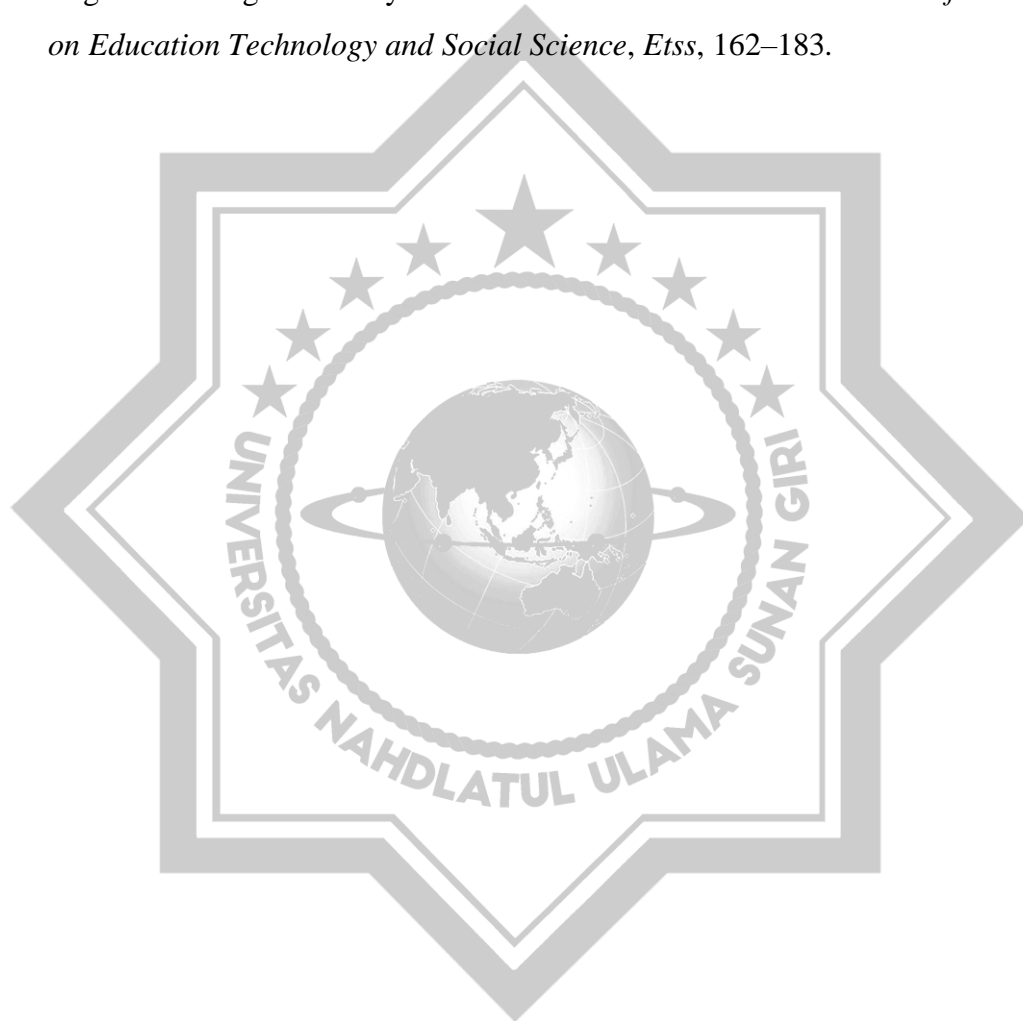 on Education Technology and Social Science, Etss, 162–183.
UNIVERSITAS NAHDLATUL ULAMA SUNAN GIRI